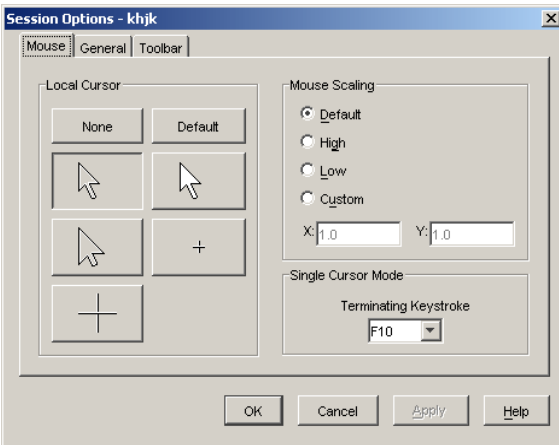 Session Options - khjk
Mouse General Toolbar
Local Cursor
None Default
Mouse Scaling
Default
High
Low
Custom
X: 1.0 Y: 1.0
Single Cursor Mode
Terminating Keystroke
F10
OK Cancel Apply Help